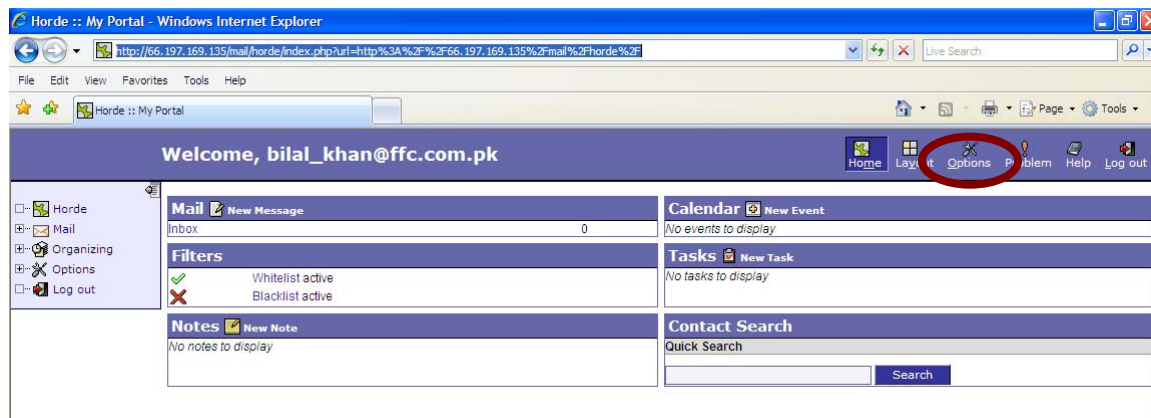 Horde :: My Portal - Windows Internet Explorer
http://66.197.169.135/mail/horde/index.php?url=http%3A%2F%2F66.197.169.135%2Fmail%2Fhorde%2F
Live Search
File Edit View Favorites Tools Help
Horde :: My Portal
Page Tools
Welcome, bilal_khan@ffc.com.pk
Home Layout Options Problem Help Log out
Horde
Mail
Organizing
Options
Log out
Mail New Message
Inbox 0
Filters
Whitelist active
Blacklist active
Notes New Note
No notes to display
Calendar New Event
No events to display
Tasks New Task
No tasks to display
Contact Search
Quick Search
Search